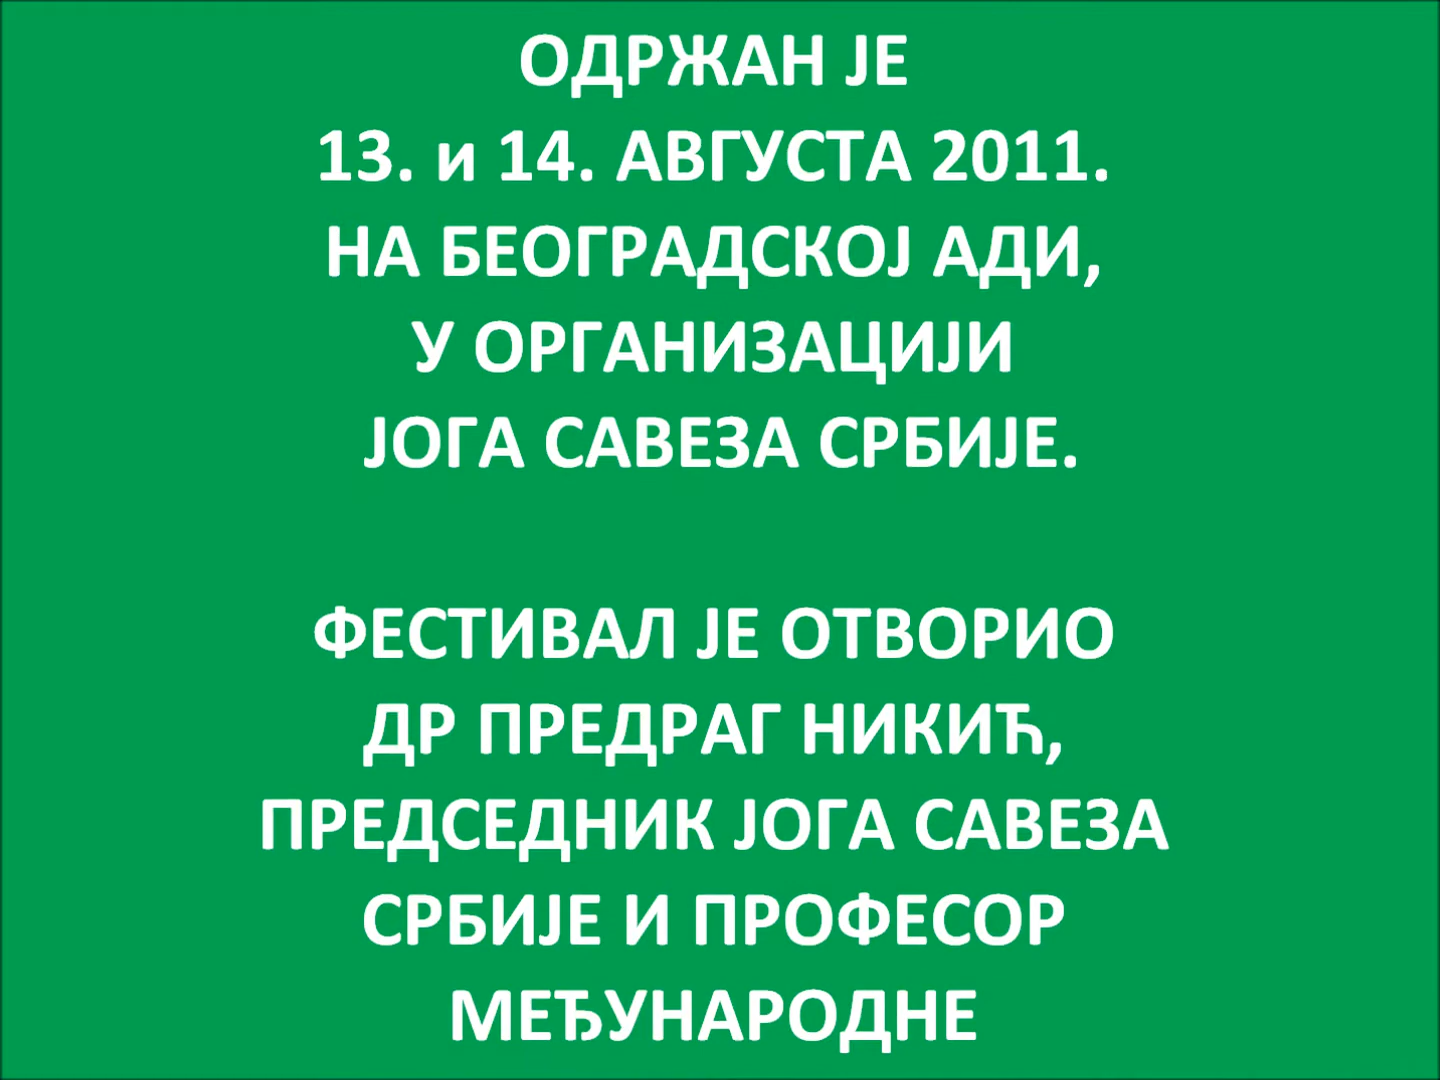 ОДРЖАН ЈЕ
13. и 14. АВГУСТА 2011.
НА БЕОГРАДСКОЈ АДИ,
У ОРГАНИЗАЦИЈИ
ЈОГА САВЕЗА СРБИЈЕ.
ФЕСТИВАЛ ЈЕ ОТВОРИО
ДР ПРЕДРАГ НИКИЋ,
ПРЕДСЕДНИК ЈОГА САВЕЗА
СРБИЈЕ И ПРОФЕСОР
МЕЂУНАРОДНЕ